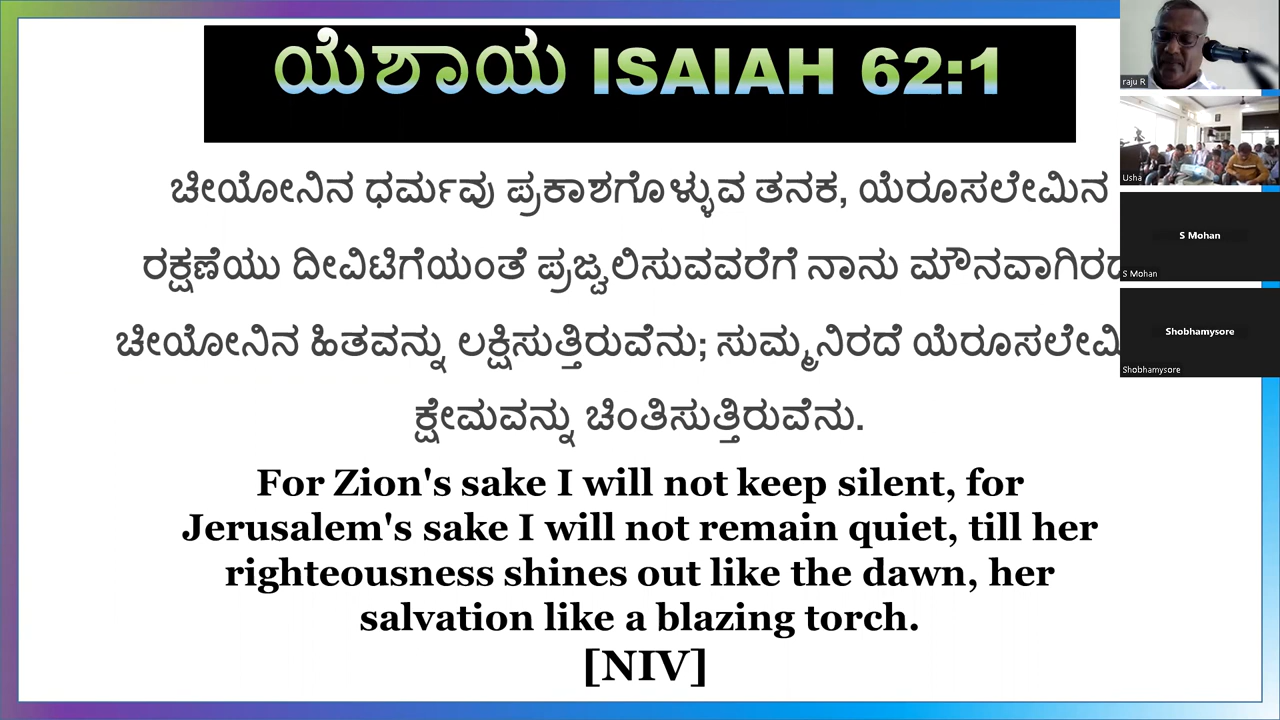 ಯೆಶಾಯ ISAIAH 62:1
ಚೀಯೋನಿನ ಧರ್ಮವು ಪ್ರಕಾಶಗೊಳ್ಳುವ ತನಕ, ಯೆರೂಸಲೇಮಿನ
ರಕ್ಷಣೆಯು ದೀವಿಟಿಗೆಯಂತೆ ಪ್ರಜ್ವಲಿಸುವವರೆಗೆ ನಾನು
ಚೀಯೋನಿನ ಹಿತವನ್ನು ಲಕ್ಷಿಸುತ್ತಿರುವೆನು; ಸುಮ್ಮನಿರದೆ
ಕ್ಷೇಮವನ್ನು ಚಿಂತಿಸುತ್ತಿರುವೆನು.
For Zion's sake I will not keep silent, for
Jerusalem's sake I will not remain quiet, till her
righteousness shines out like the dawn, her
salvation like a blazing torch.
[NIV]
raju R
Usha
S Mohan
S Mohan
Shobhamysore
Shobhamysore